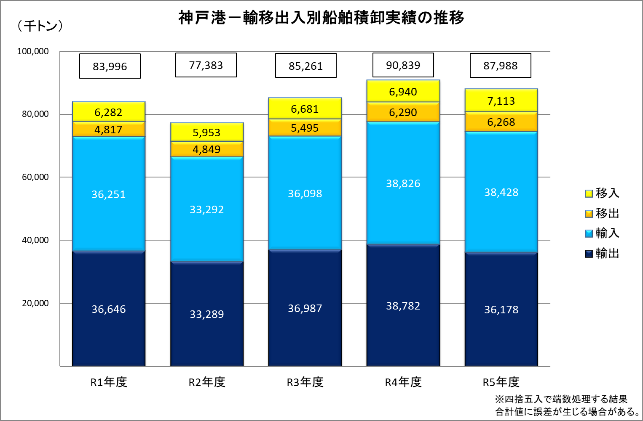 神戸港－輸移出入別船舶積卸実績の推移
（千トン）
100,000
80,000
60,000
40,000
20,000
83,996
77,383
85,261
90,839
87,988
6,282
5,953
6,681
6,940
7,113
4,817
4,849
5,495
6,290
6,268
36,251
33,292
36,098
38,826
38,428
36,646
33,289
36,987
38,782
36,178
R1年度
R2年度
R3年度
R4年度
R5年度
移入
移出
輸入
輸出
※四捨五入で端数処理する結果
合計値に誤差が生じる場合がある。